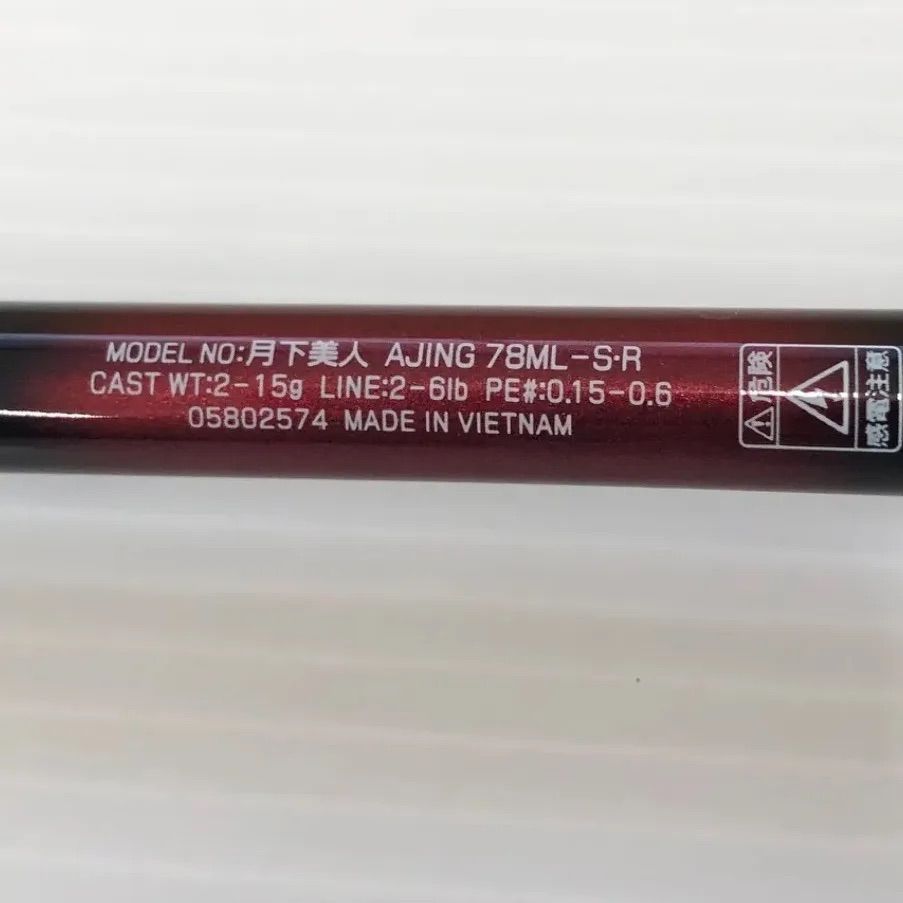 MODEL NO:月下美人 AJING 78ML-S·R
CAST WT:2-15g LINE:2-6lb PE#:0.15-0.6
05802574 MADE IN VIETNAM
危険
感電注意